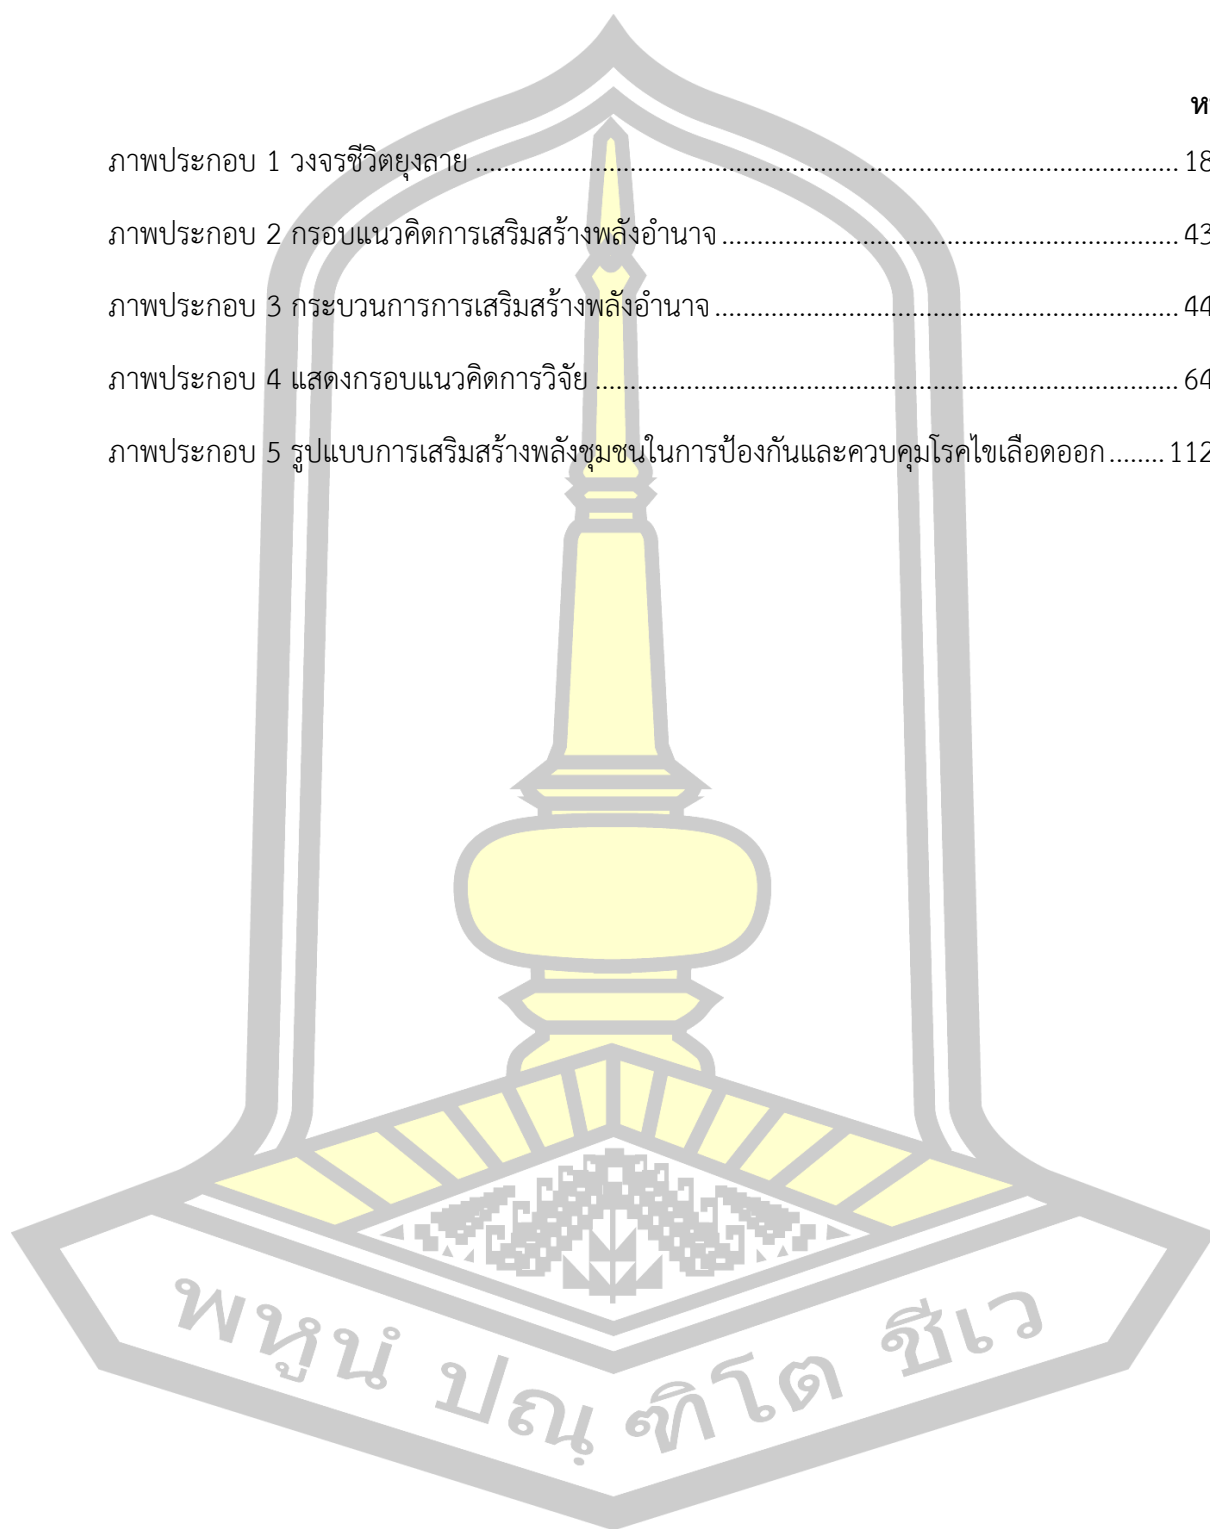 ภาพประกอบ 1 วงจรชีวิตยุงลาย ........................................................................................................ 18
ภาพประกอบ 2 กรอบแนวคิดการเสริมสร้างพลังอำนาจ .................................................................... 43
ภาพประกอบ 3 กระบวนการการเสริมสร้างพลังอำนาจ ..................................................................... 44
ภาพประกอบ 4 แสดงกรอบแนวคิดการวิจัย ...................................................................................... 64
ภาพประกอบ 5 รูปแบบการเสริมสร้างพลังชุมชนในการป้องกันและควบคุมโรคไขเลือดออก ........ 112
พหูนํ ปณฺฑิโต ชีเว